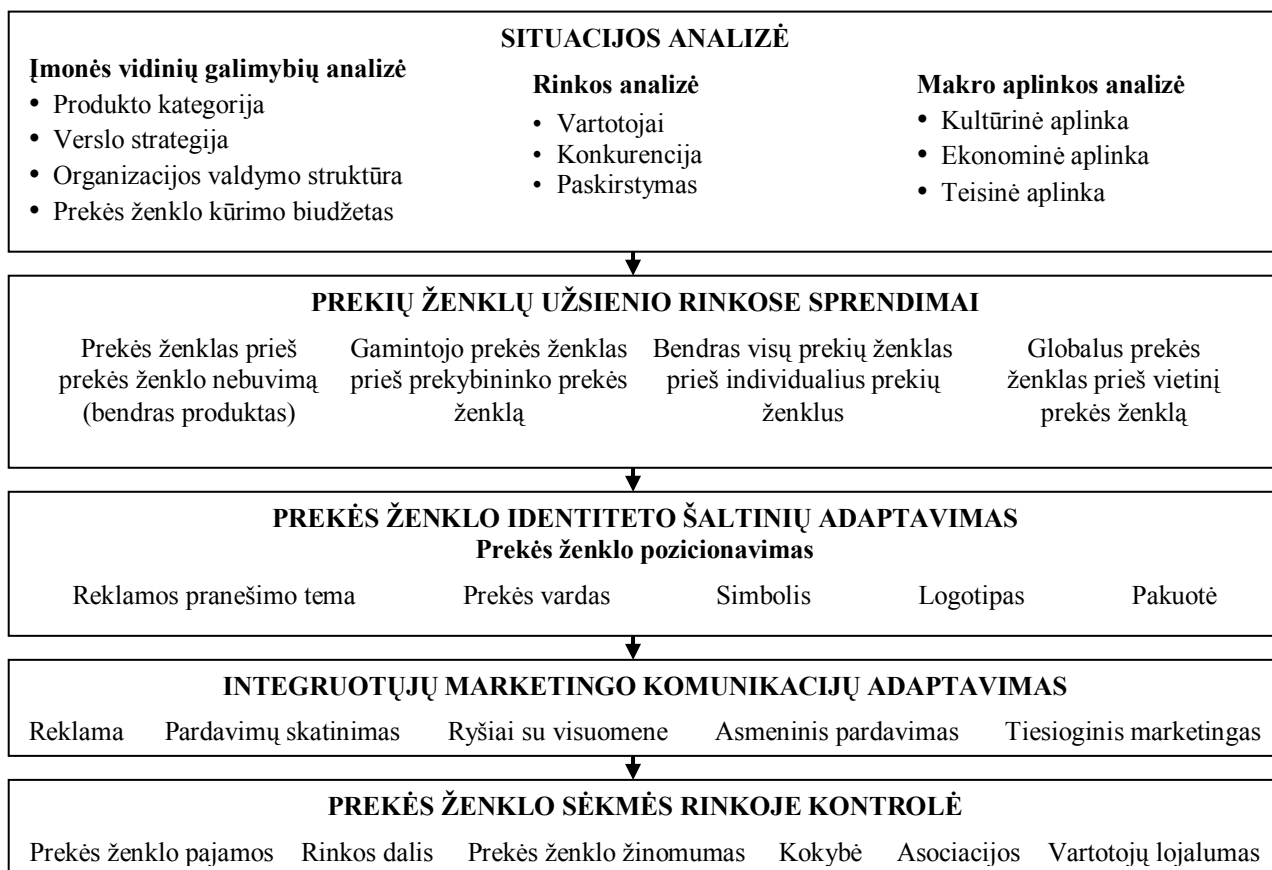 SITUACIJOS ANALIZĖ
Įmonės vidinių galimybių analizė
• Produkto kategorija
• Verslo strategija
• Organizacijos valdymo struktūra
• Prekės ženklo kūrimo biudžetas
Rinkos analizė
• Vartotojai
• Konkurencija
• Paskirstymas
Makro aplinkos analizė
• Kultūrinė aplinka
• Ekonominė aplinka
• Teisinė aplinka
PREKIŲ ŽENKLŲ UŽSIENIO RINKOSE SPRENDIMAI
Prekės ženklas prieš
prekės ženklo nebuvimą
(bendras produktas)
Gamintojo prekės ženklas
prieš prekybininko prekės
ženklą
Bendras visų prekių ženklas
prieš individualius prekių
ženklus
Globalus prekės
ženklas prieš vietinį
prekės ženklą
PREKĖS ŽENKLO IDENTITETO ŠALTINIŲ ADAPTAVIMAS
Prekės ženklo pozicionavimas
Reklamos pranešimo tema Prekės vardas Simbolis Logotipas Pakuotė
INTEGRUOTŲJŲ MARKETINGO KOMUNIKACIJŲ ADAPTAVIMAS
Reklama Pardavimų skatinimas Ryšiai su visuomene Asmeninis pardavimas Tiesioginis marketingas
PREKĖS ŽENKLO SĖKMĖS RINKOJE KONTROLĖ
Prekės ženklo pajamos Rinkos dalis Prekės ženklo žinomumas Kokybė Asociacijos Vartotojų lojalumas